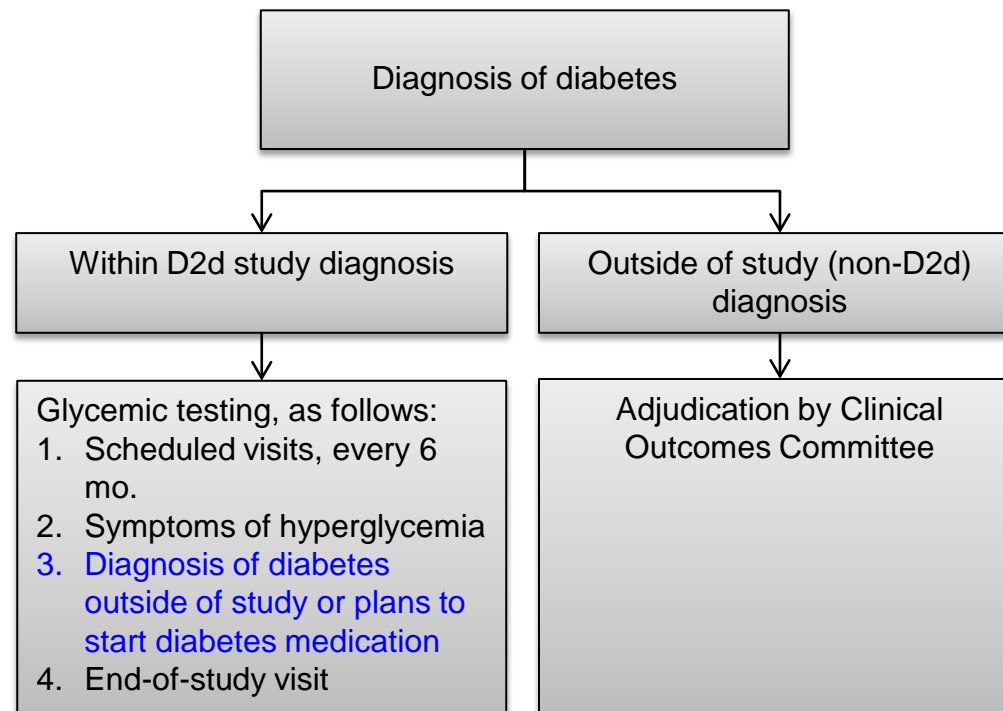 Diagnosis of diabetes
Within D2d study diagnosis
Outside of study (non-D2d)
diagnosis
Glycemic testing, as follows:
1. Scheduled visits, every 6
mo.
2. Symptoms of hyperglycemia
3. Diagnosis of diabetes
outside of study or plans to
start diabetes medication
4. End-of-study visit
Adjudication by Clinical
Outcomes Committee